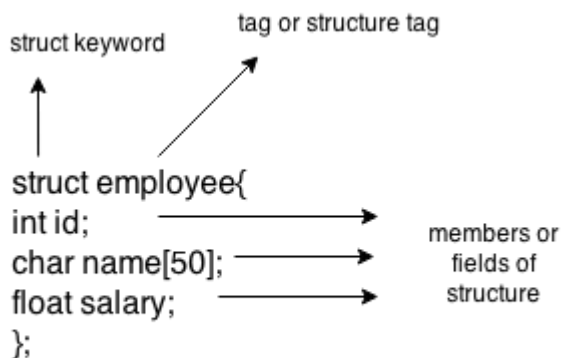 struct keyword
tag or structure tag
struct employee{
int id;
char name[50];
float salary;
};
members or
fields of
structure